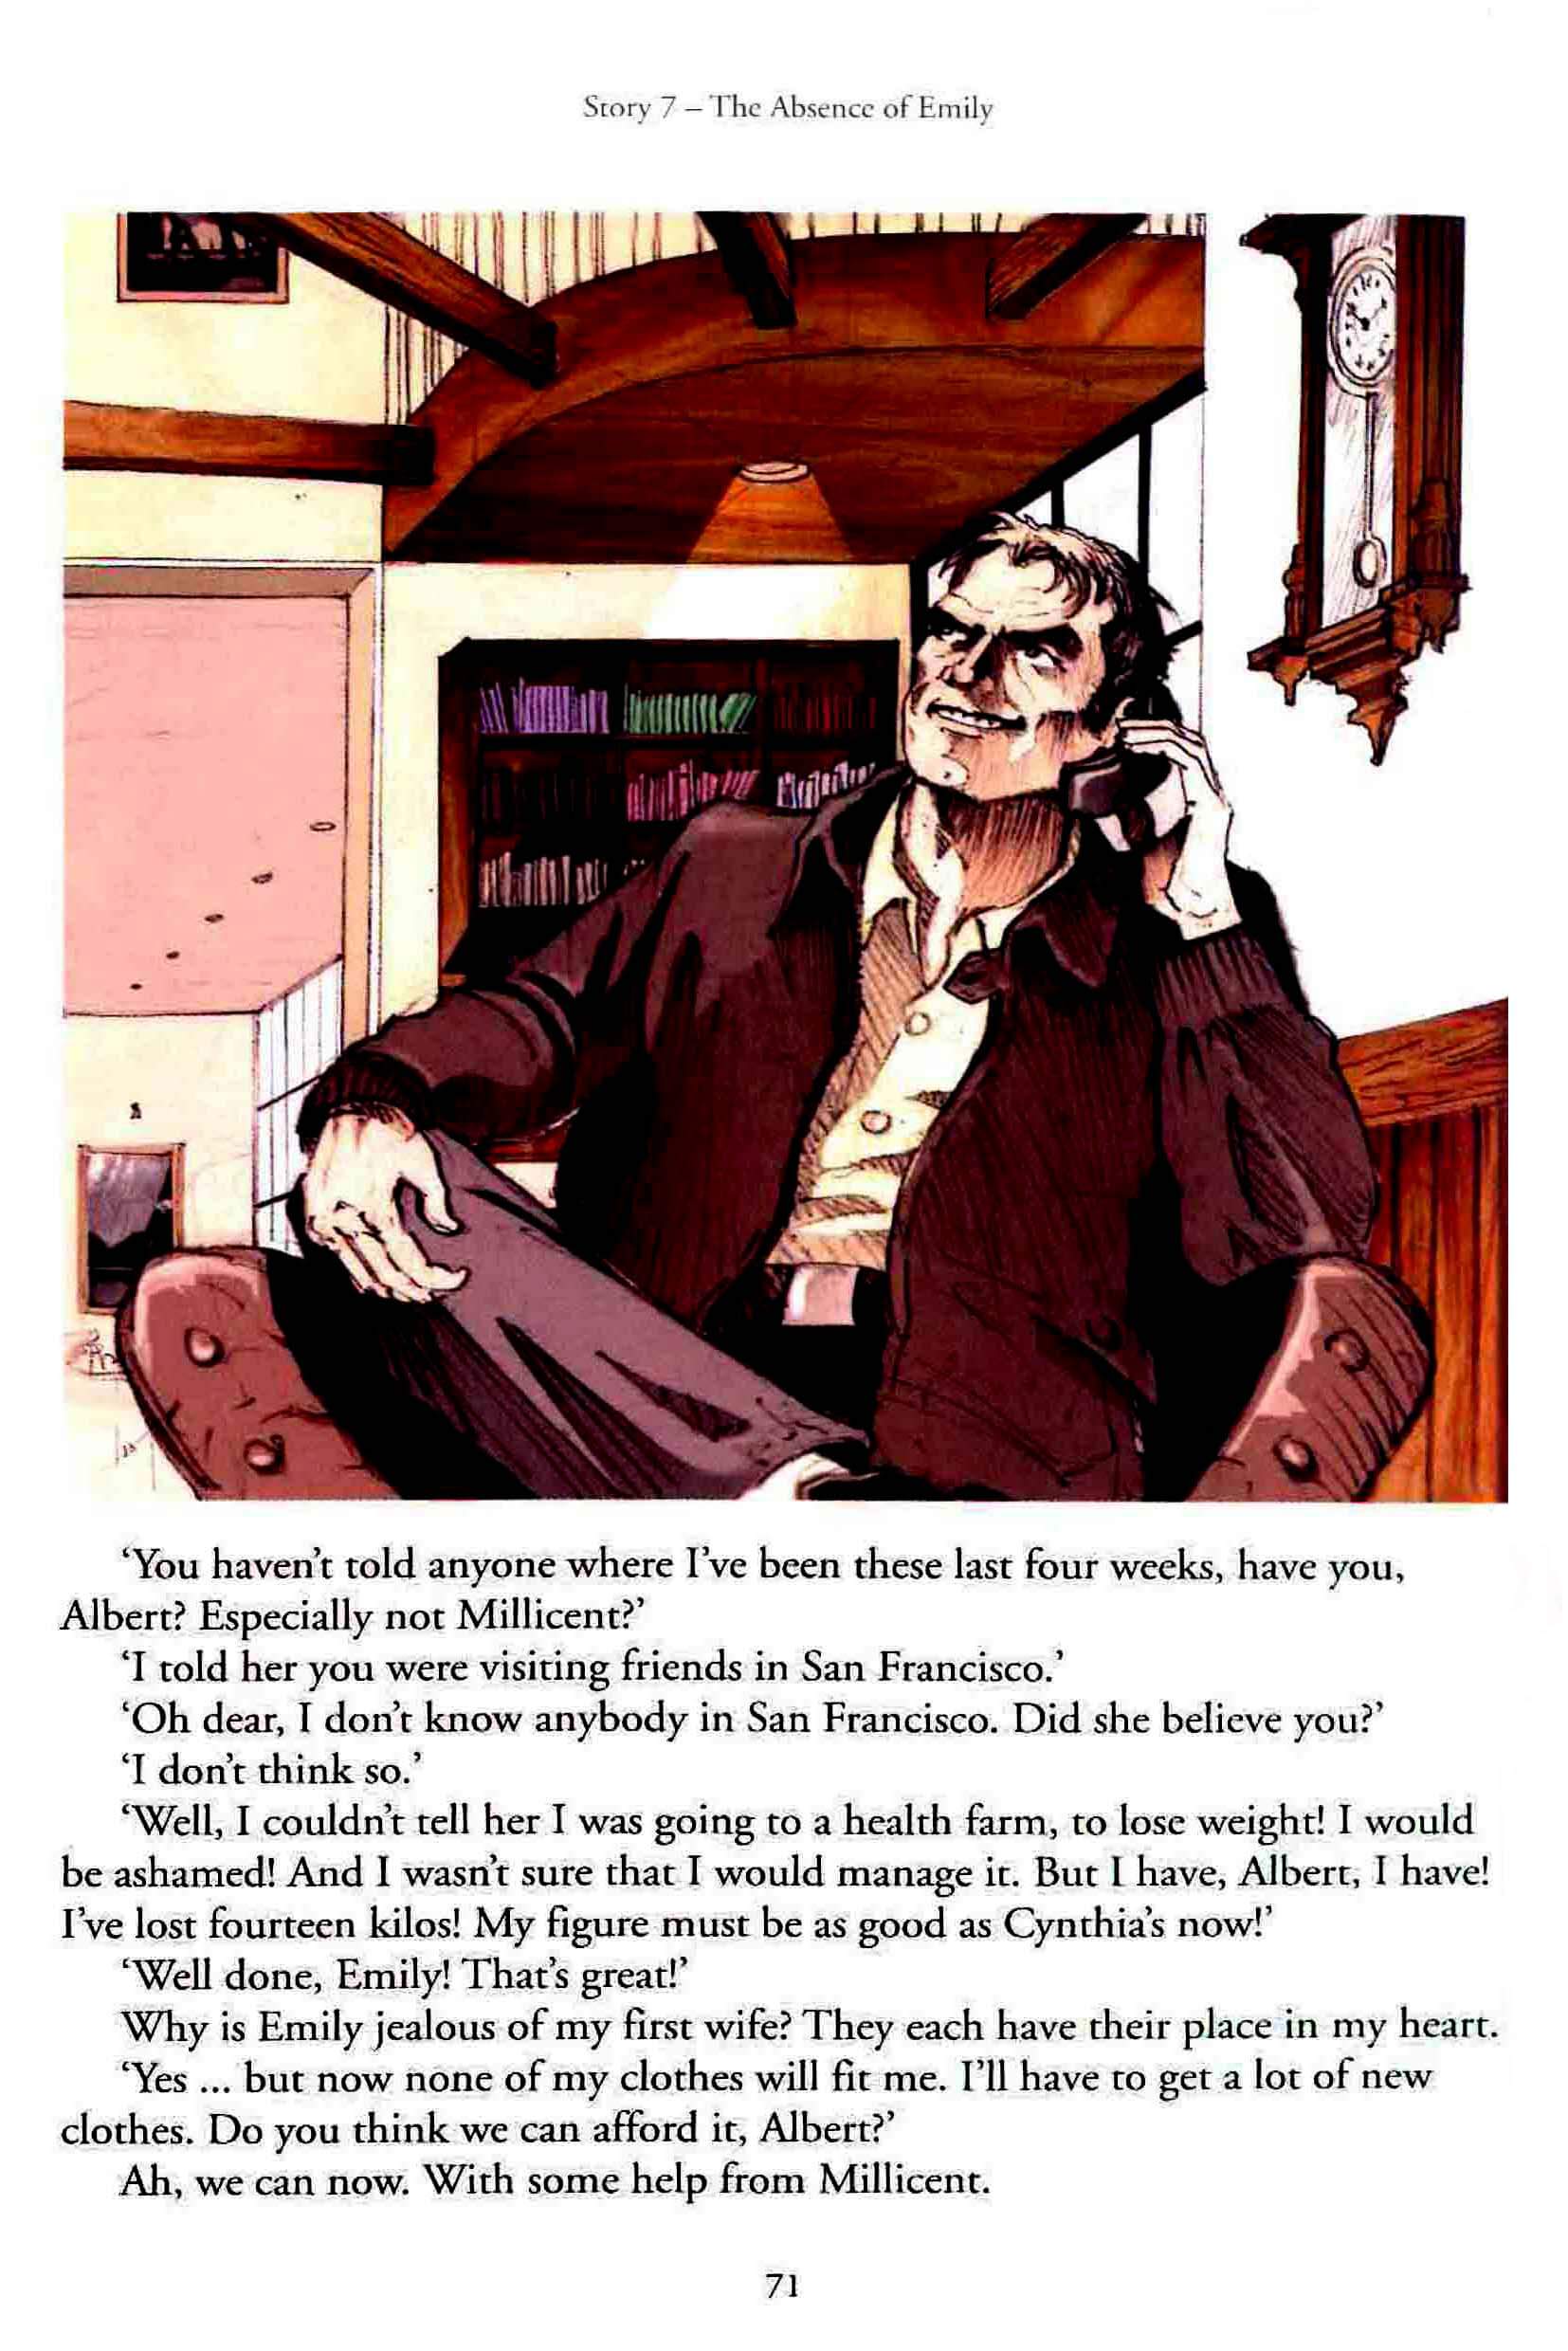 Story 7 – The Absence of Emily
‘You haven’t told anyone where I’ve been these last four weeks, have you,
Albert? Especially not Millicent?’
‘I told her you were visiting friends in San Francisco.’
‘Oh dear, I don’t know anybody in San Francisco. Did she believe you?’
‘I don’t think so.’
‘Well, I couldn’t tell her I was going to a health farm, to lose weight! I would
be ashamed! And I wasn’t sure that I would manage it. But I have, Albert, I have!
I’ve lost fourteen kilos! My figure must be as good as Cynthia’s now!’
‘Well done, Emily! That’s great!’
Why is Emily jealous of my first wife? They each have their place in my heart.
‘Yes ... but now none of my clothes will fit me. I’ll have to get a lot of new
clothes. Do you think we can afford it, Albert?’
Ah, we can now. With some help from Millicent.
71